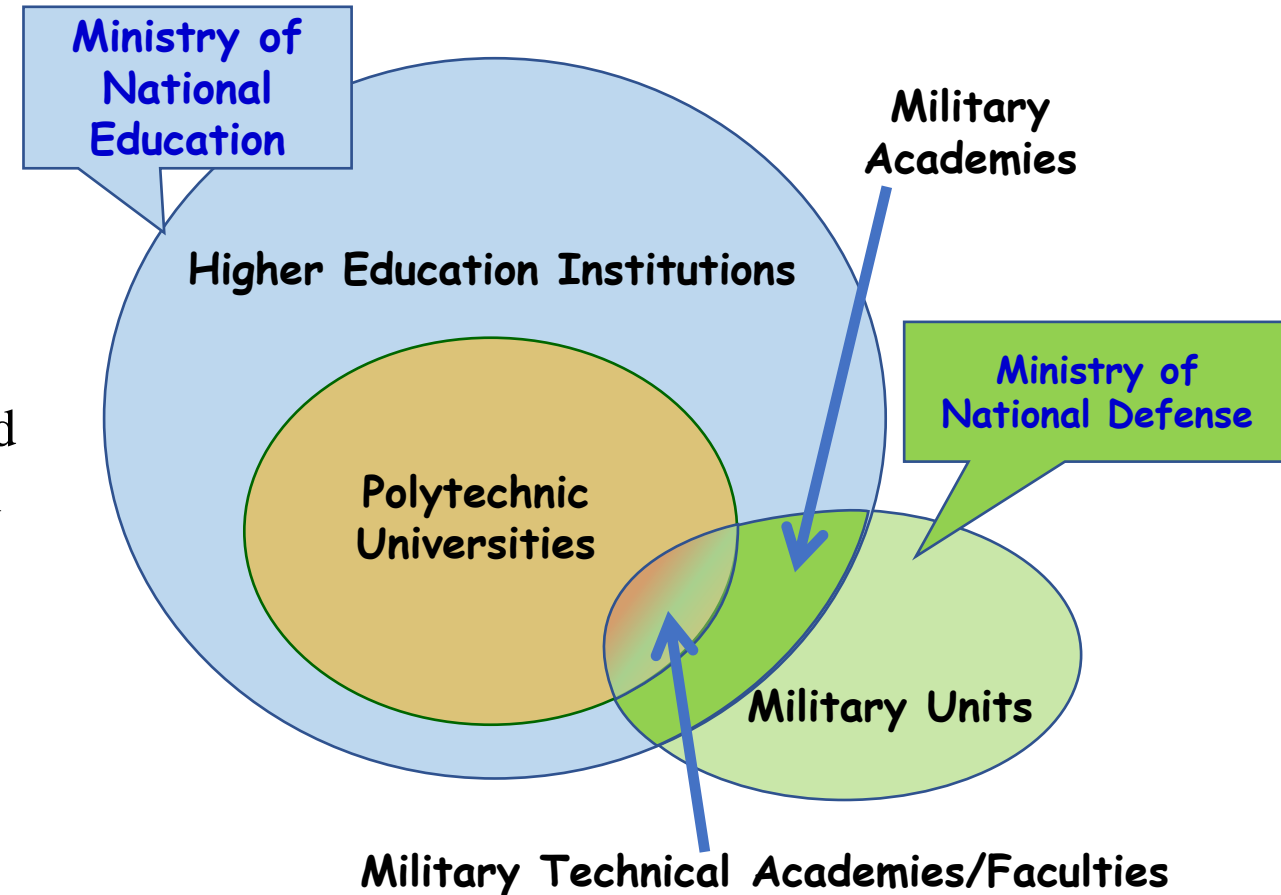 Ministry of
National
Education
Military
Academies
Higher Education Institutions
Ministry of
National Defense
Polytechnic
Universities
Military Units
Military Technical Academies/Faculties